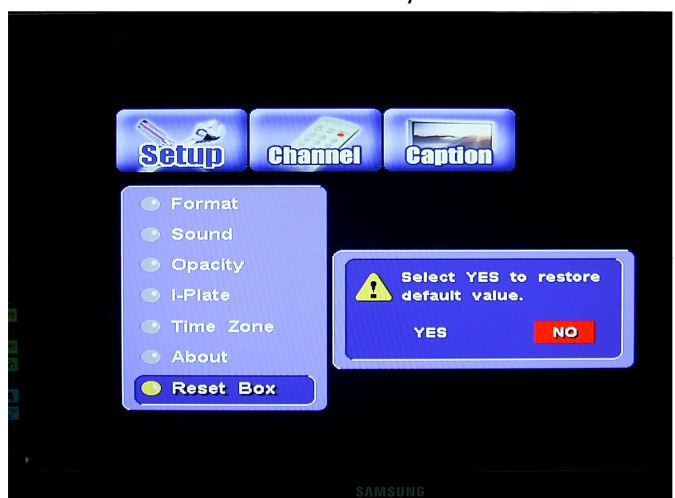 Setup Channel Caption
Format
Sound
Opacity
I-Plate
Time Zone
About
Reset Box
Select YES to restore
default value.
YES NO
SAMSUNG